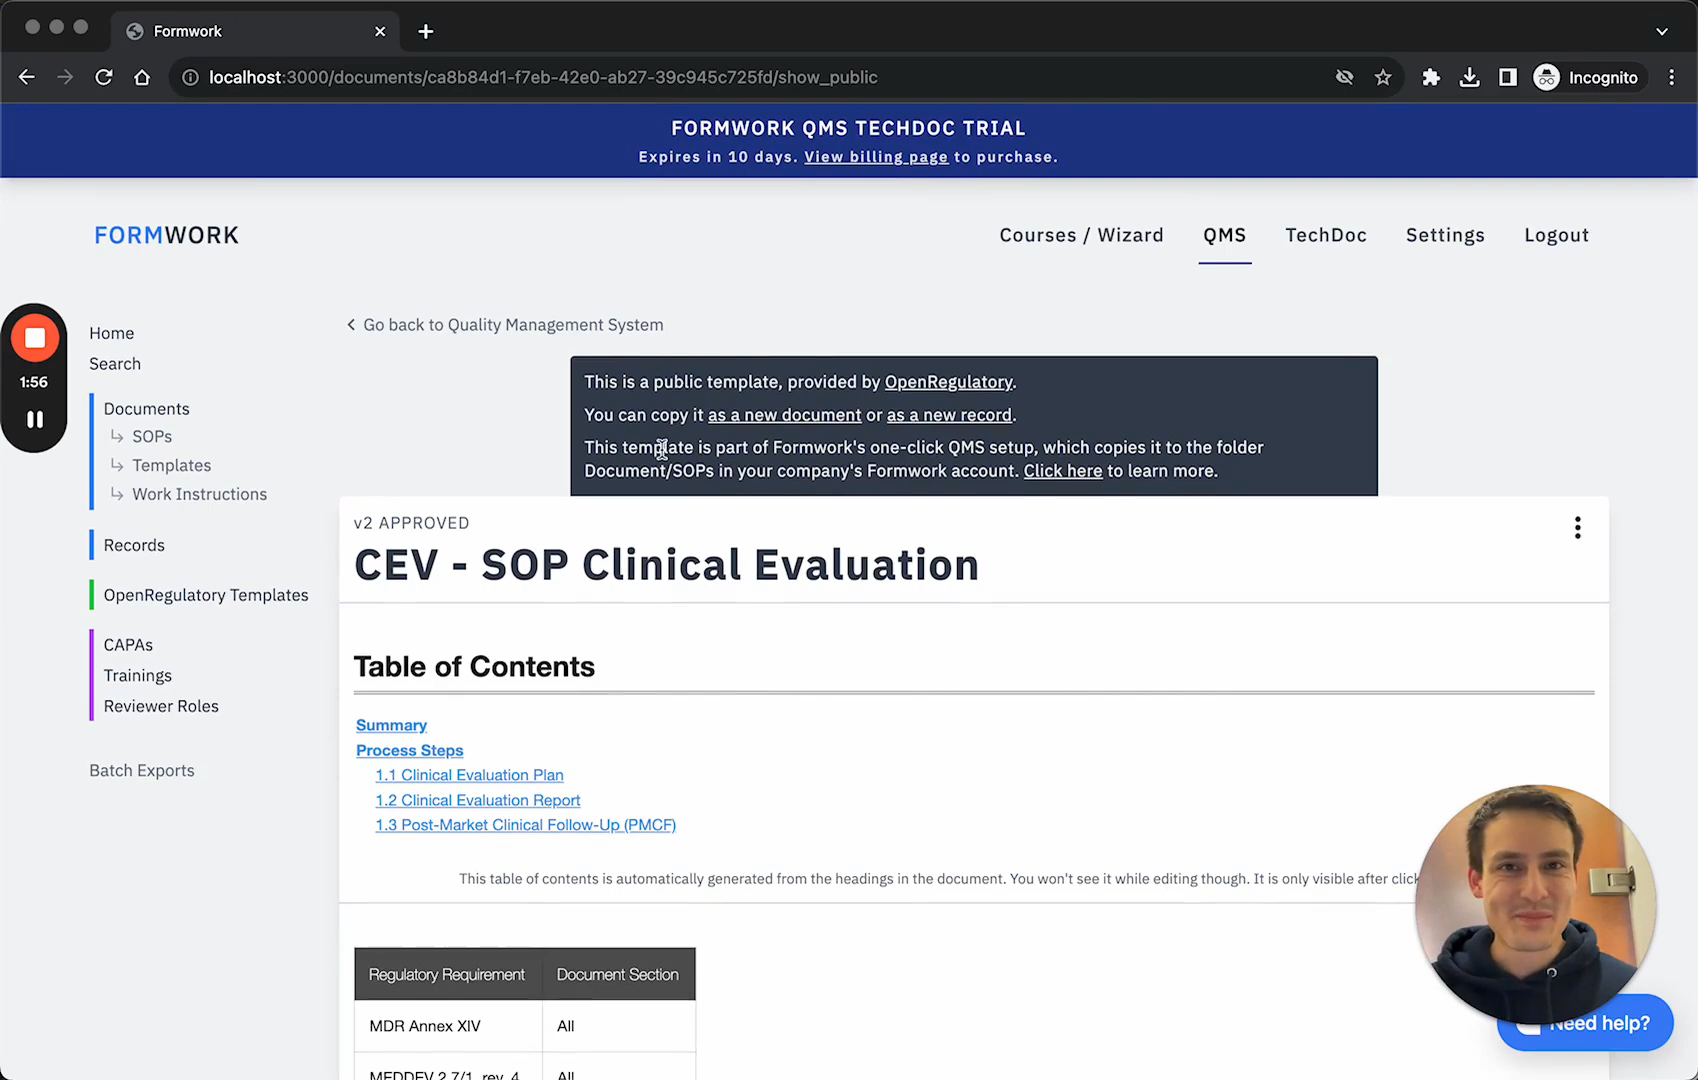 Formwork
localhost:3000/documents/ca8b84d1-f7eb-42e0-ab27-39c945c725fd/show_public
Incognito
FORMWORK QMS TECHDOC TRIAL
Expires in 10 days. View billing page to purchase.
FORMWORK
Courses / Wizard
QMS
TechDoc
Settings
Logout
1:56
Home
Search
Documents
SOPs
Templates
Work Instructions
Records
OpenRegulatory Templates
CAPAs
Trainings
Reviewer Roles
Batch Exports
Go back to Quality Management System
This is a public template, provided by OpenRegulatory.
You can copy it as a new document or as a new record.
This template is part of Formwork's one-click QMS setup, which copies it to the folder
Document/SOPs in your company's Formwork account. Click here to learn more.
v2 APPROVED
CEV - SOP Clinical Evaluation
Table of Contents
Summary
Process Steps
1.1 Clinical Evaluation Plan
1.2 Clinical Evaluation Report
1.3 Post-Market Clinical Follow-Up (PMCF)
This table of contents is automatically generated from the headings in the document. You won't see it while editing though. It is only visible after
Regulatory Requirement
Document Section
MDR Annex XIV
All
MEDDEV 2.7/1. rev. 4
All
Need help?